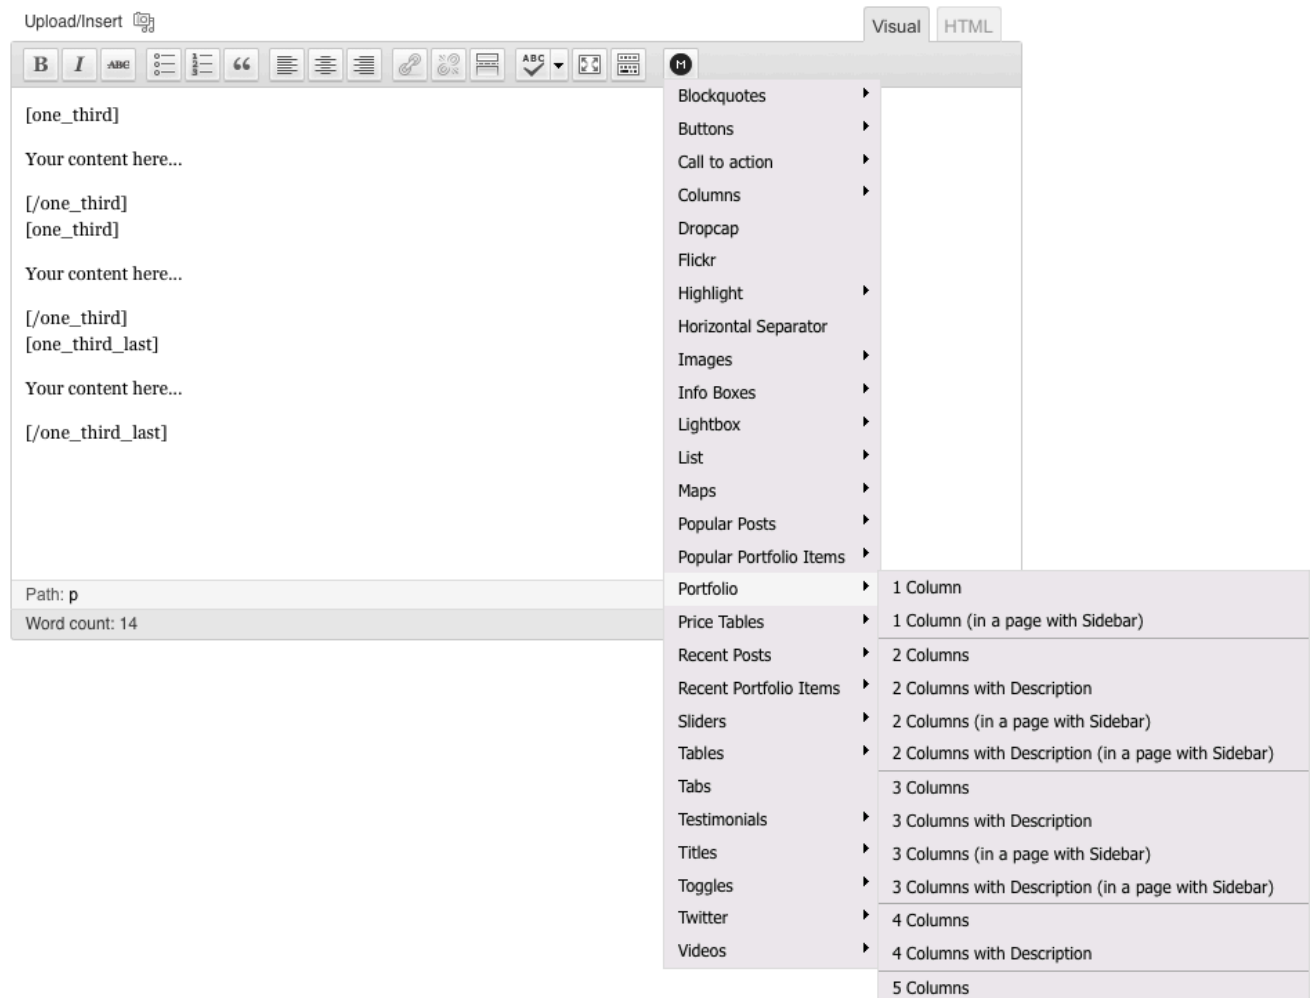 Upload/Insert
Visual
HTML
B I ABC 1 2 3 “ ABC M
[one_third]
Your content here...
[/one_third]
[one_third]
Your content here...
[/one_third]
[one_third_last]
Your content here...
[/one_third_last]
Path: p
Word count: 14
Blockquotes
Buttons
Call to action
Columns
Dropcap
Flickr
Highlight
Horizontal Separator
Images
Info Boxes
Lightbox
List
Maps
Popular Posts
Popular Portfolio Items
Portfolio
Price Tables
Recent Posts
Recent Portfolio Items
Sliders
Tables
Tabs
Testimonials
Titles
Toggles
Twitter
Videos
1 Column
1 Column (in a page with Sidebar)
2 Columns
2 Columns with Description
2 Columns (in a page with Sidebar)
2 Columns with Description (in a page with Sidebar)
3 Columns
3 Columns with Description
3 Columns (in a page with Sidebar)
3 Columns with Description (in a page with Sidebar)
4 Columns
4 Columns with Description
5 Columns